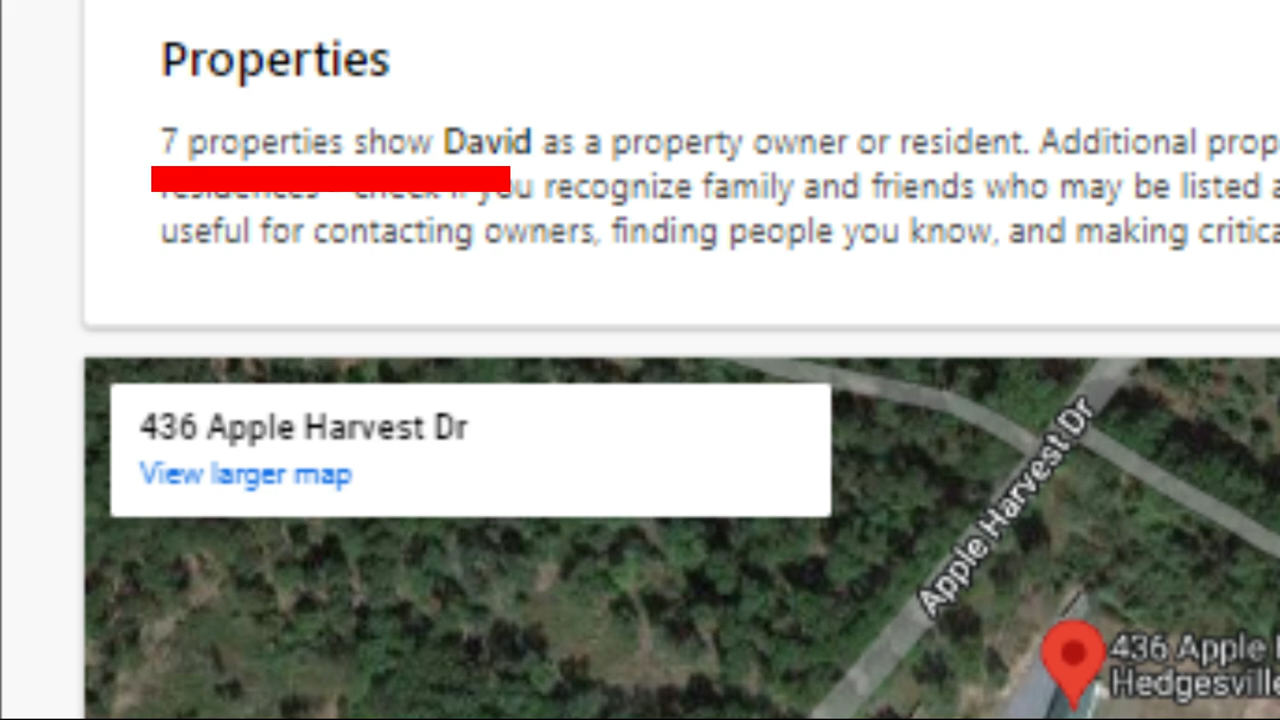 Properties
7 properties show David as a property owner or resident. Additional prop
recognize family and friends who may be listed a
useful for contacting owners, finding people you know, and making critica
436 Apple Harvest Dr
View larger map
Apple Harvest Dr
436 Apple
Hedgesville